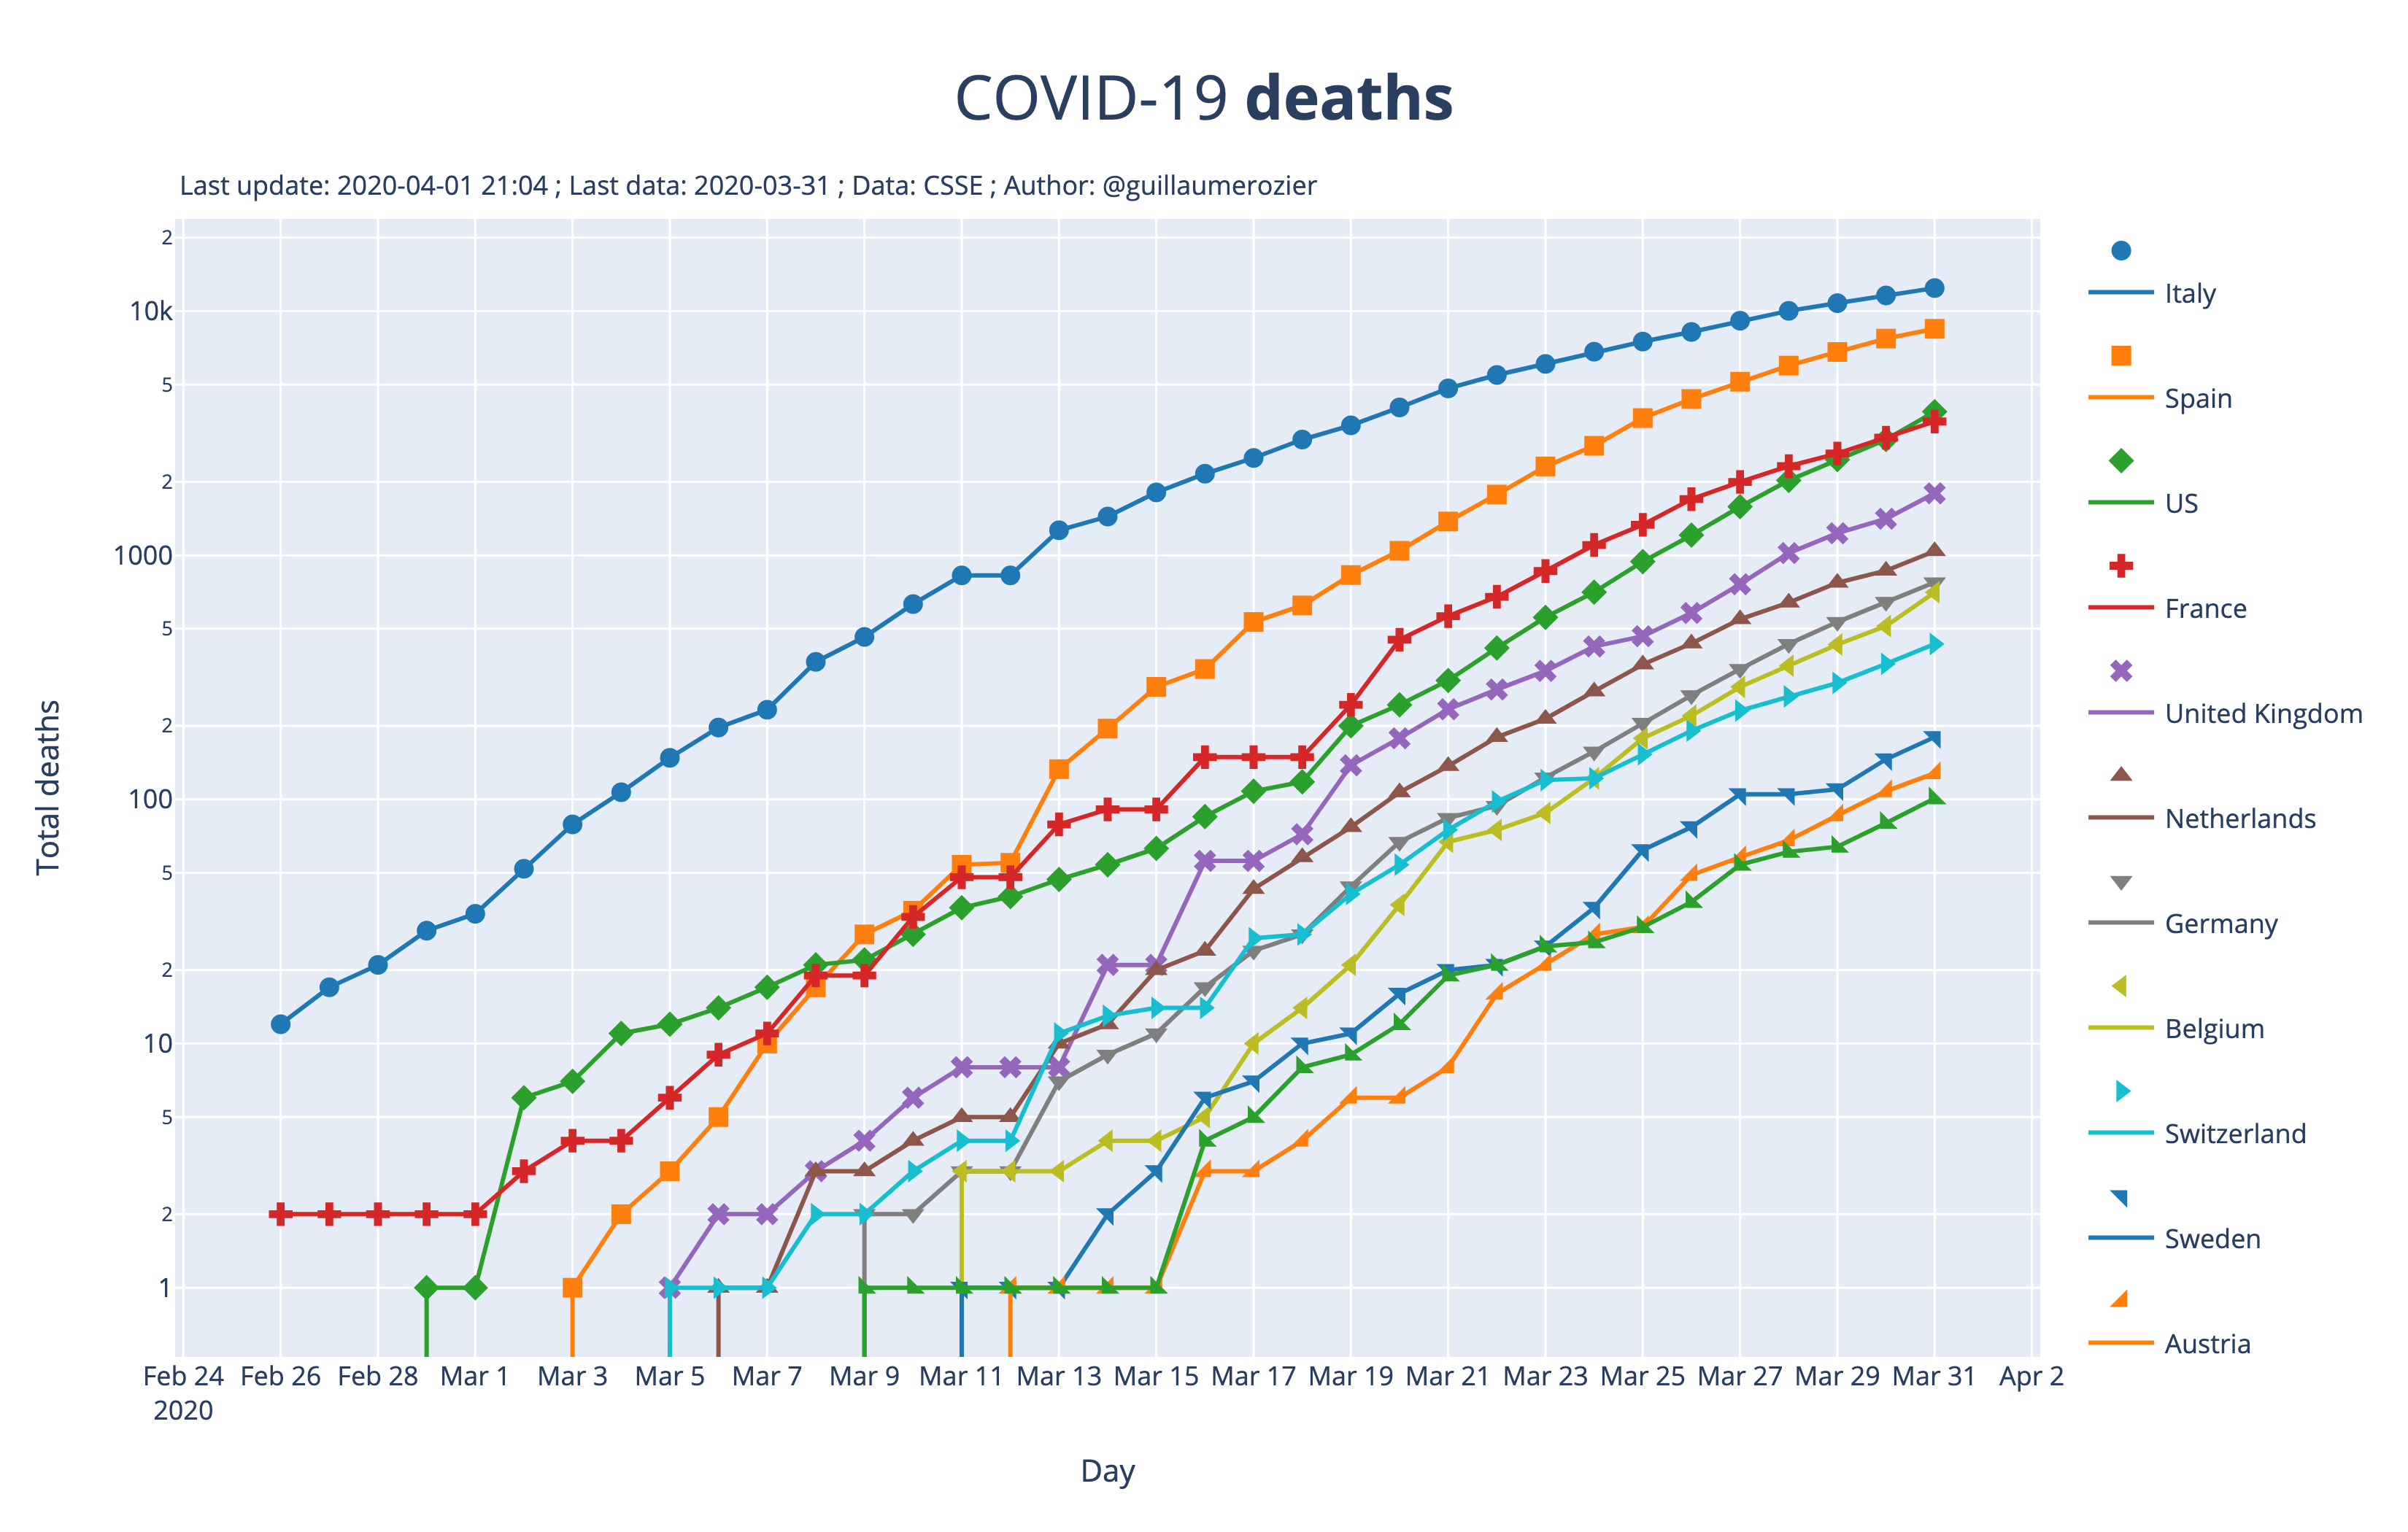 COVID-19 deaths
Last update: 2020-04-01 21:04 ; Last data: 2020-03-31 ; Data: CSSE ; Author: @guillaumerozier
Total deaths
2
10k
5
2
1000
5
2
100
5
2
10
5
2
1
Feb 24 Feb 26 Feb 28 Mar 1 Mar 3 Mar 5 Mar 7 Mar 9 Mar 11 Mar 13 Mar 15 Mar 17 Mar 19 Mar 21 Mar 23 Mar 25 Mar 27 Mar 29 Mar 31 Apr 2
2020
Day
Italy
Spain
US
France
United Kingdom
Netherlands
Germany
Belgium
Switzerland
Sweden
Austria